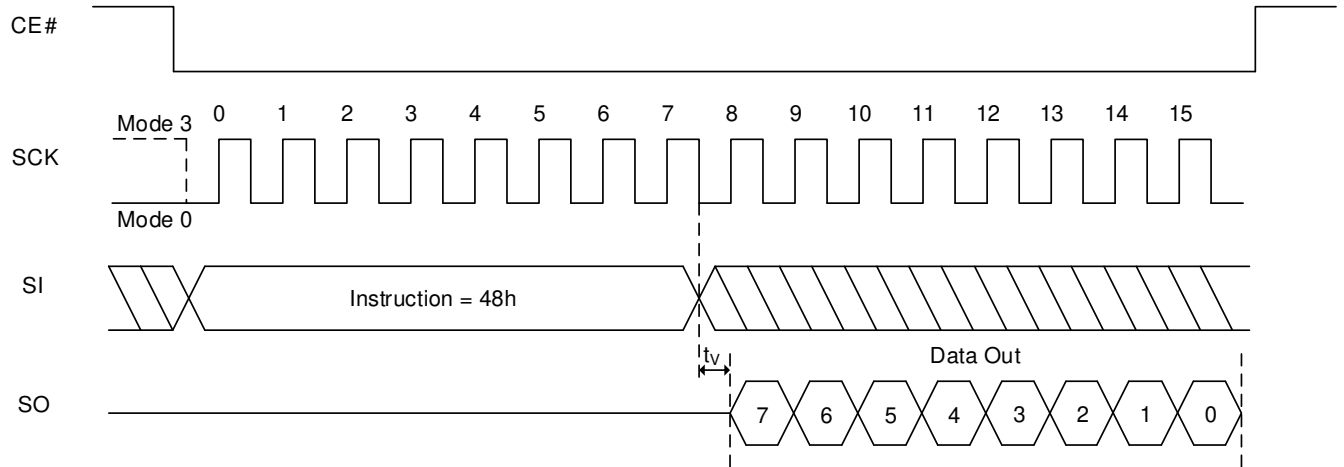 CE#
Mode 3
0 1 2 3 4 5 6 7 8 9 10 11 12 13 14 15
SCK
Mode 0
SI
Instruction = 48h
tV
Data Out
SO
7 6 5 4 3 2 1 0